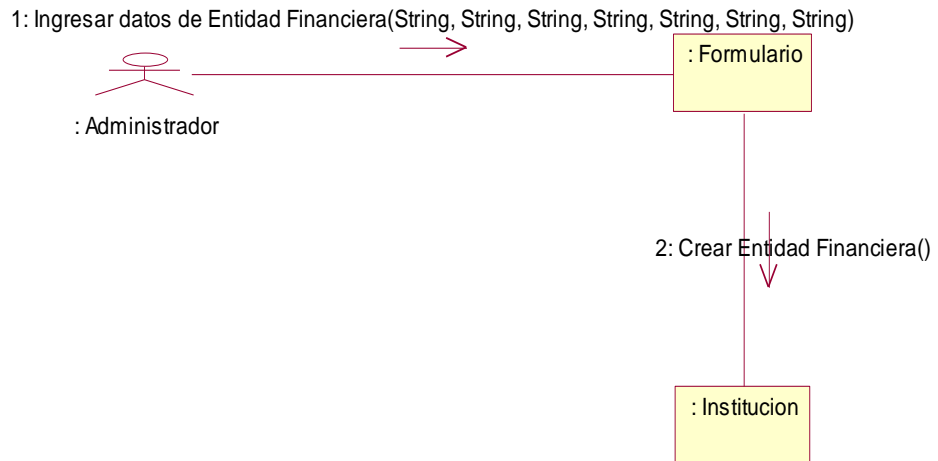 1: Ingresar datos de Entidad Financiera(String, String, String, String, String, String, String)
: Formulario
: Administrador
2: Crear Entidad Financiera()
: Institucion